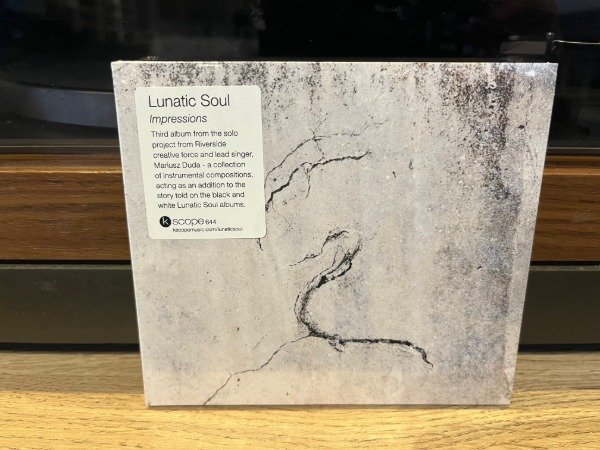 Lunatic Soul
Impressions
Third album from the solo
project from Riverside
creative force and lead singer,
Mariusz Duda - a collection
of instrumental compositions,
acting as an addition to the
story told on the black and
white Lunatic Soul albums.
k scope 644
kscopemusic.com/lunaticsoul